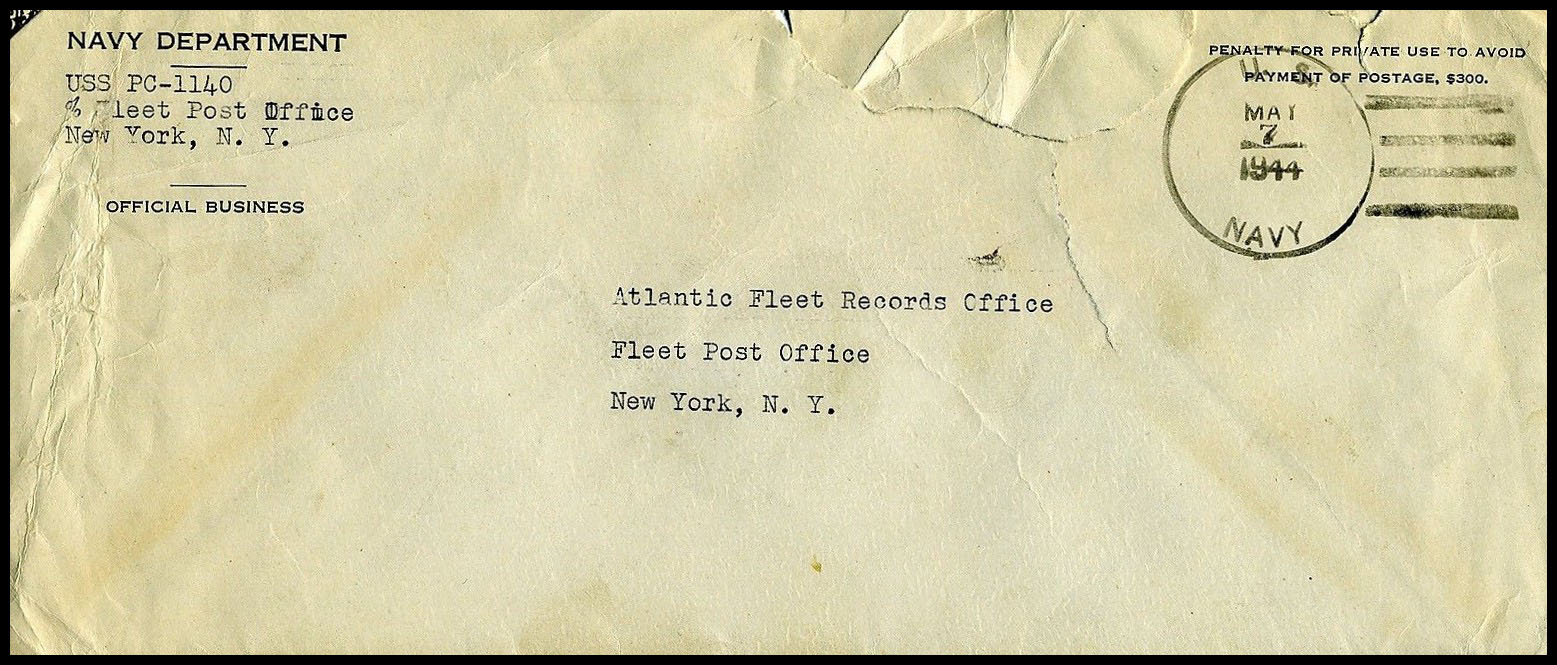 NAVY DEPARTMENT
USS PC-1140
℅ Fleet Post Office
New York, N. Y.
OFFICIAL BUSINESS
PENALTY FOR PRIVATE USE TO AVOID
PAYMENT OF POSTAGE, $300.
U. S.
MAY
7
1944
NAVY
Atlantic Fleet Records Office
Fleet Post Office
New York, N. Y.